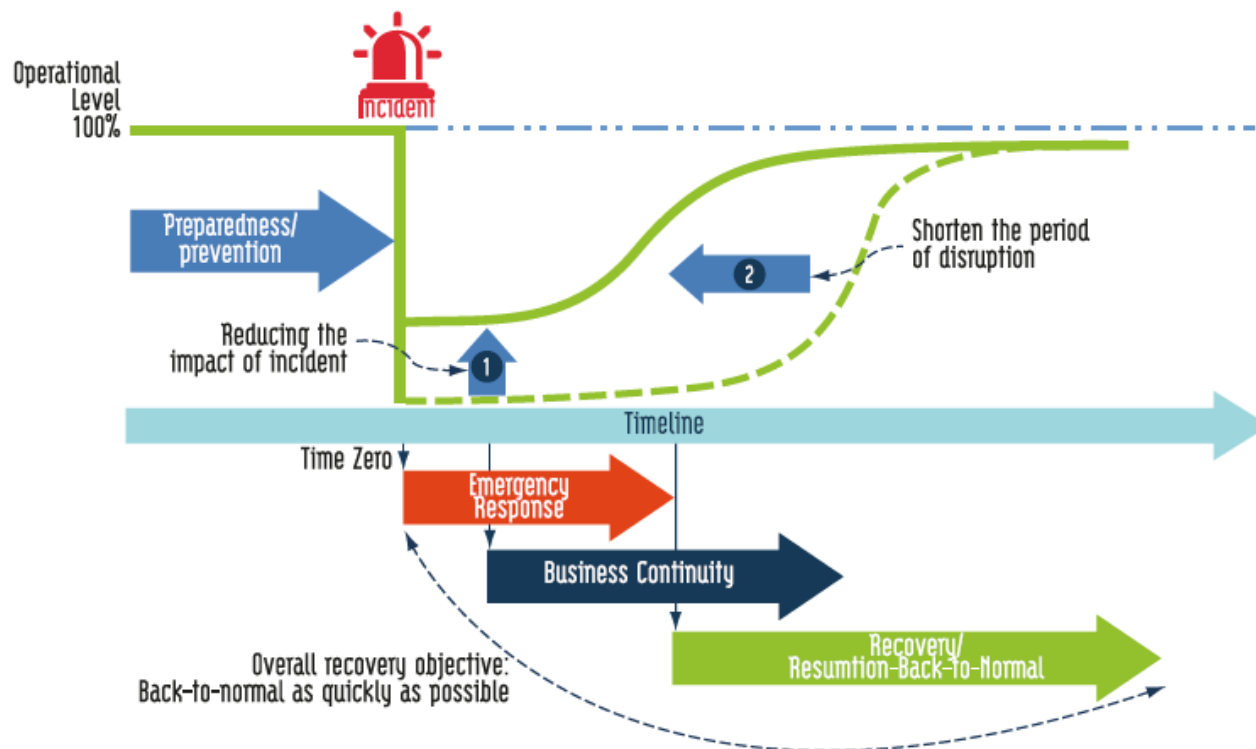 Incident
Operational
Level
100%
Preparedness/
prevention
Shorten the period
of disruption
2
Reducing the
impact of incident
1
Timeline
Time Zero
Emergency
Response
Business Continuity
Recovery/
Resumtion-Back-to-Normal
Overall recovery objective:
Back-to-normal as quickly as possible